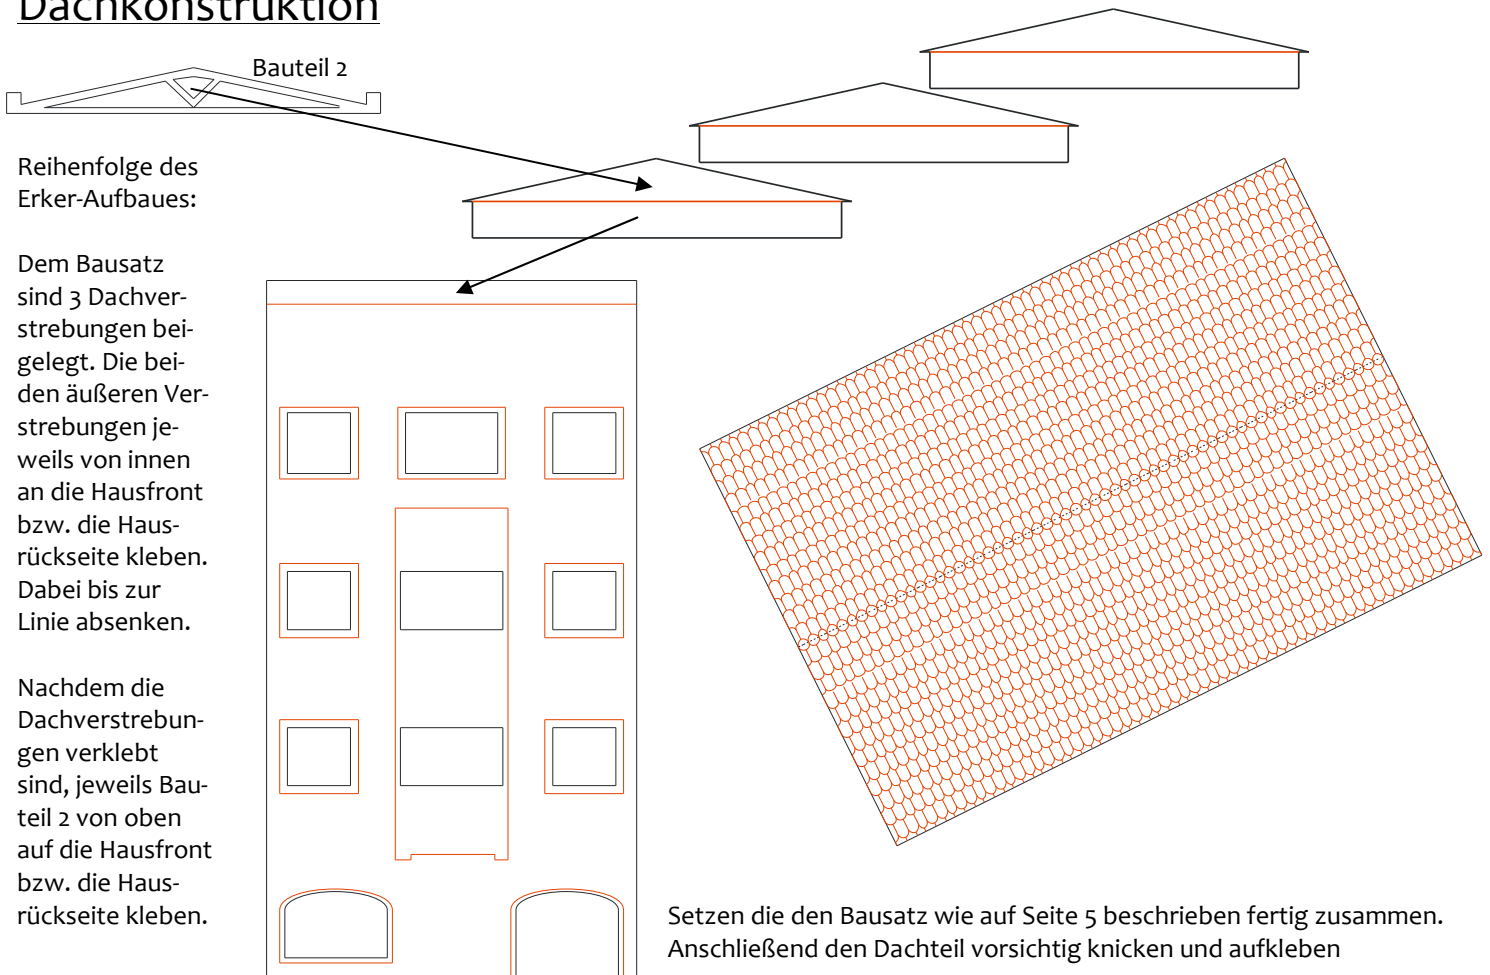 Dachkonstruktion
Bauteil 2
Reihenfolge des
Erker-Aufbaues:
Dem Bausatz
sind 3 Dachver-
strebungen bei-
gelegt. Die bei-
den äußeren Ver-
strebungen je-
weils von innen
an die Hausfront
bzw. die Haus-
rückseite kleben.
Dabei bis zur
Linie absenken.
Nachdem die
Dachverstrebun-
gen verklebt
sind, jeweils Bau-
teil 2 von oben
auf die Hausfront
bzw. die Haus-
rückseite kleben.
Setzen die den Bausatz wie auf Seite 5 beschrieben fertig zusammen.
Anschließend den Dachteil vorsichtig knicken und aufkleben